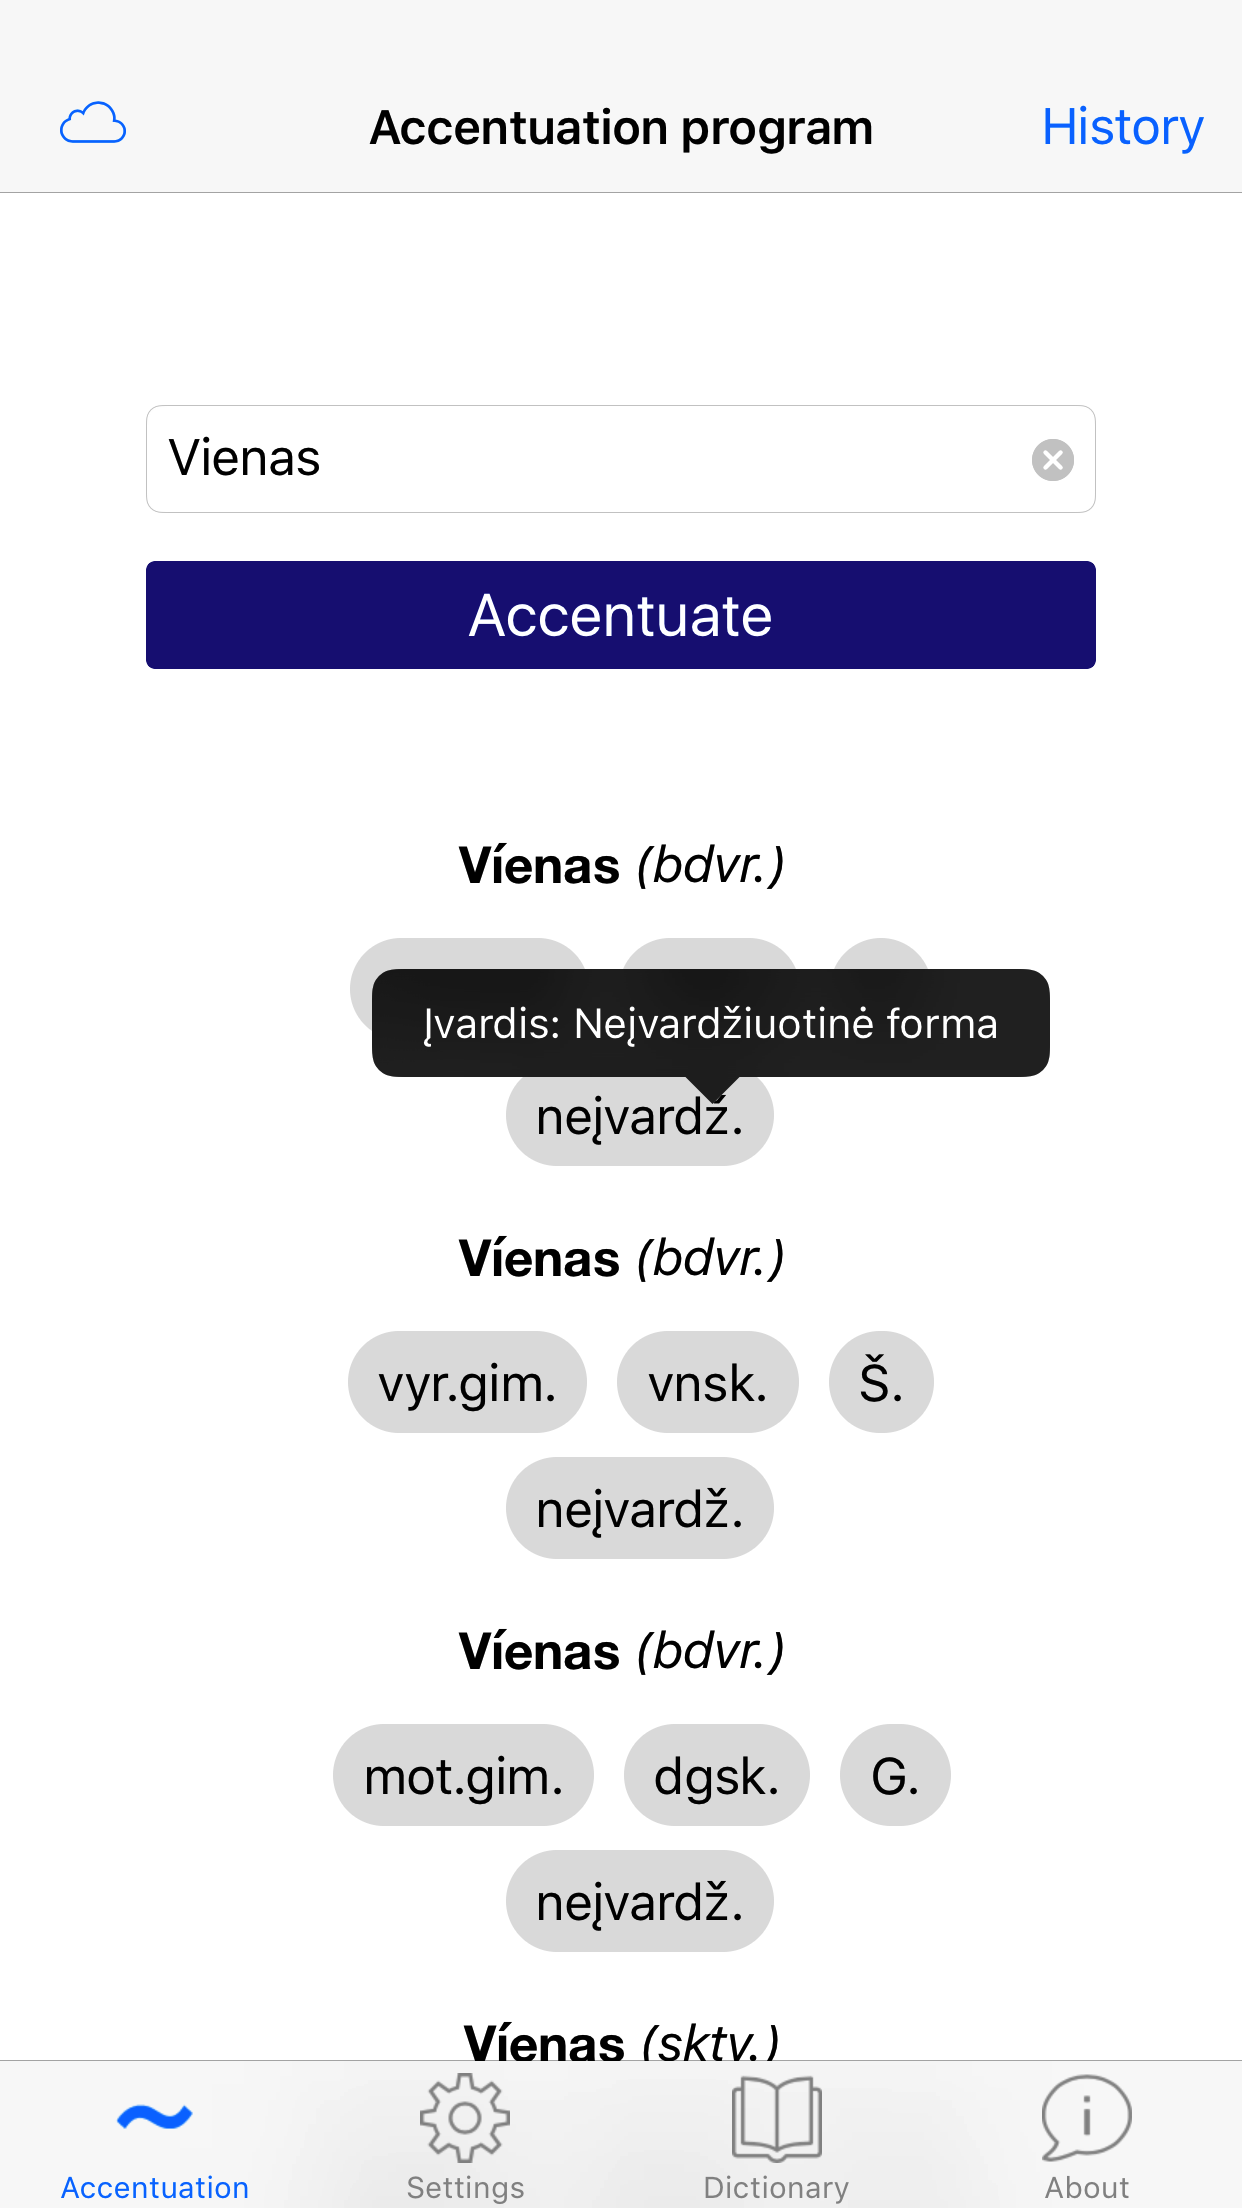 Accentuation program
History
Vienas
Accentuate
Víenas (bdvr.)
Įvardis: Neįvardžiuotinė forma
neįvardž.
Víenas (bdvr.)
vyr.gim. vnsk. Š.
neįvardž.
Víenas (bdvr.)
mot.gim. dgsk. G.
neįvardž.
Víenas (sktv.)
Accentuation Settings Dictionary About